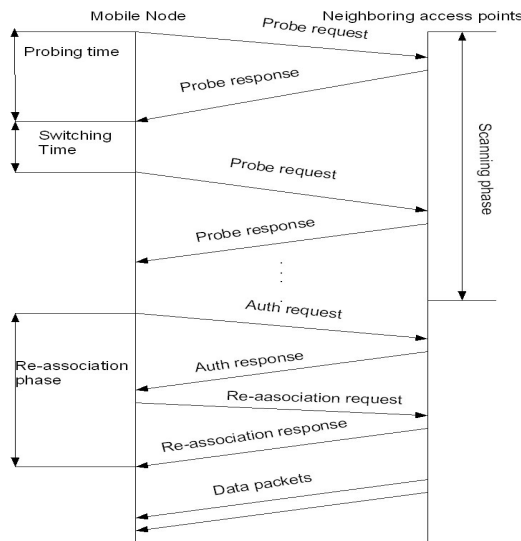 Mobile Node
Neighboring access points
Probe request
Probing time
Probe response
Switching
Time
Probe request
Scanning phase
Probe response
Auth request
Re-association
phase
Auth response
Re-aasociation request
Re-association response
Data packets